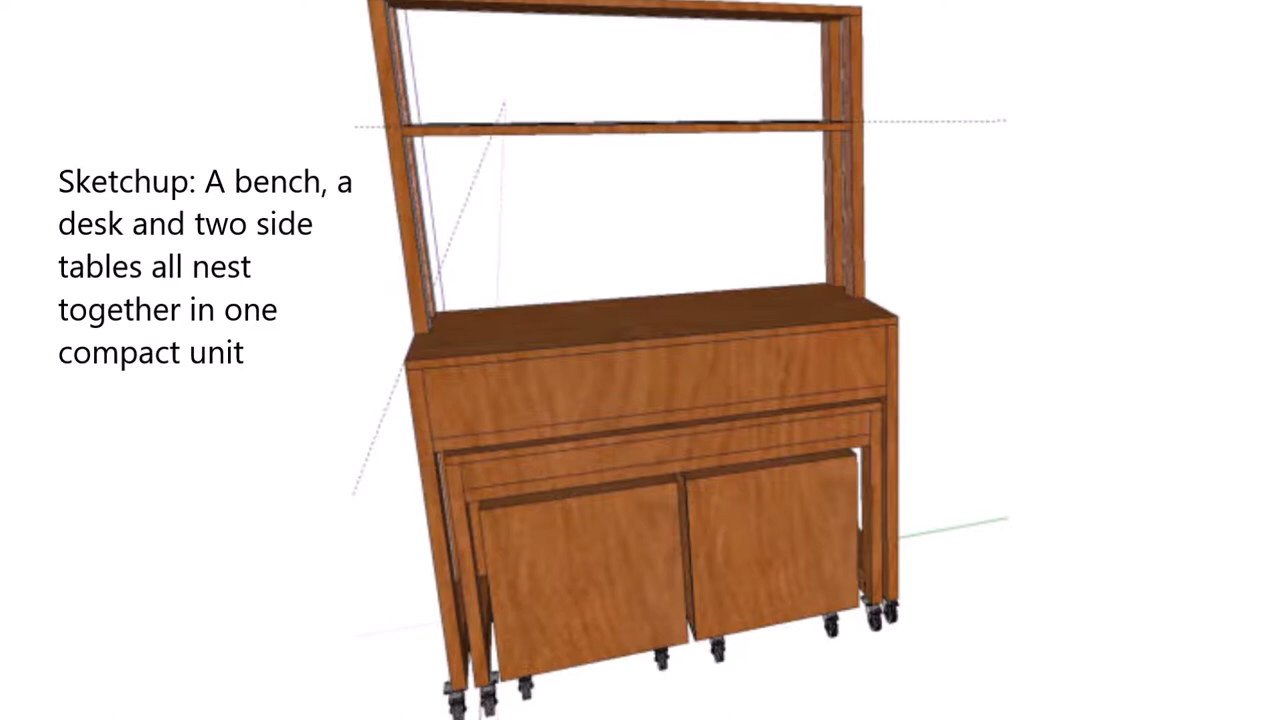 Sketchup: A bench, a
desk and two side
tables all nest
together in one
compact unit